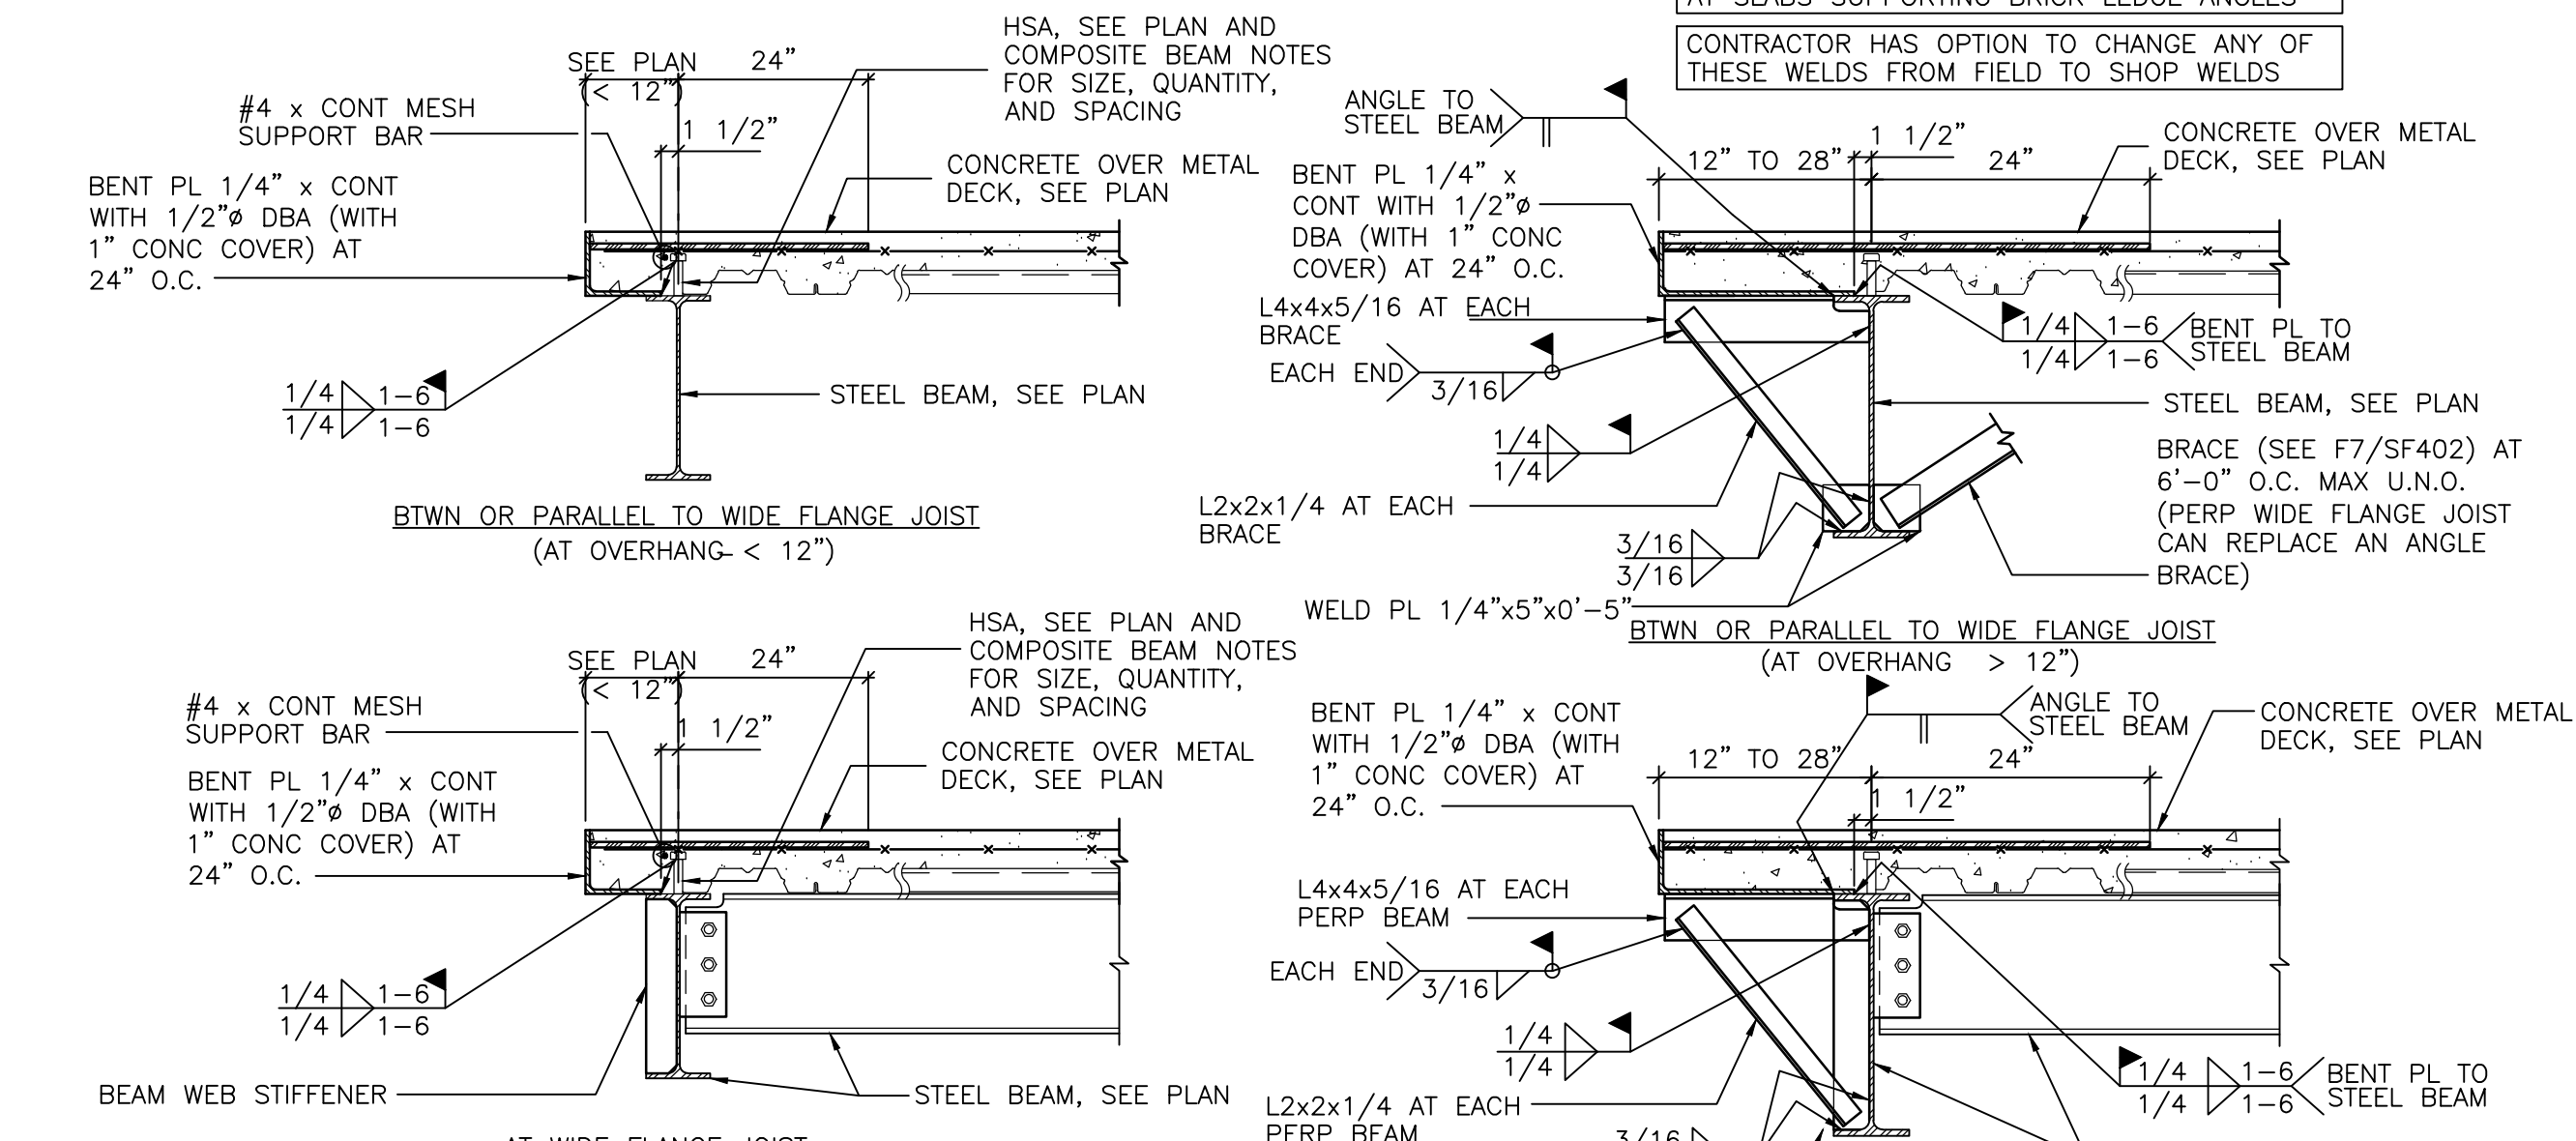 AT SLABS SUPPORTING BRICK LEDGE ANGLES
CONTRACTOR HAS OPTION TO CHANGE ANY OF
THESE WELDS FROM FIELD TO SHOP WELDS
HSA, SEE PLAN AND
COMPOSITE BEAM NOTES
FOR SIZE, QUANTITY,
AND SPACING
SEE PLAN
(< 12")
24"
1 1/2"
#4 x CONT MESH
SUPPORT BAR
CONCRETE OVER METAL
DECK, SEE PLAN
BENT PL 1/4" x CONT
WITH 1/2"ø DBA (WITH
1" CONC COVER) AT
24" O.C.
1/4 1-6
1/4 1-6
STEEL BEAM, SEE PLAN
BTWN OR PARALLEL TO WIDE FLANGE JOIST
(AT OVERHANG < 12")
ANGLE TO
STEEL BEAM
1 1/2"
12" TO 28"
24"
CONCRETE OVER METAL
DECK, SEE PLAN
BENT PL 1/4" x
CONT WITH 1/2"ø
DBA (WITH 1" CONC
COVER) AT 24" O.C.
L4x4x5/16 AT EACH
BRACE
EACH END
3/16
1/4 1-6
1/4 1-6
BENT PL TO
STEEL BEAM
STEEL BEAM, SEE PLAN
1/4
1/4
BRACE (SEE F7/SF402) AT
6'-0" O.C. MAX U.N.O.
(PERP WIDE FLANGE JOIST
CAN REPLACE AN ANGLE
BRACE)
L2x2x1/4 AT EACH
BRACE
3/16
3/16
WELD PL 1/4"x5"x0'-5"
BTWN OR PARALLEL TO WIDE FLANGE JOIST
(AT OVERHANG > 12")
HSA, SEE PLAN AND
COMPOSITE BEAM NOTES
FOR SIZE, QUANTITY,
AND SPACING
SEE PLAN
(< 12")
24"
1 1/2"
#4 x CONT MESH
SUPPORT BAR
CONCRETE OVER METAL
DECK, SEE PLAN
BENT PL 1/4" x CONT
WITH 1/2"ø DBA (WITH
1" CONC COVER) AT
24" O.C.
1/4 1-6
1/4 1-6
BEAM WEB STIFFENER
STEEL BEAM, SEE PLAN
AT WIDE FLANGE JOIST
ANGLE TO
STEEL BEAM
CONCRETE OVER METAL
DECK, SEE PLAN
BENT PL 1/4" x CONT
WITH 1/2"ø DBA (WITH
1" CONC COVER) AT
24" O.C.
12" TO 28"
24"
1 1/2"
L4x4x5/16 AT EACH
PERP BEAM
EACH END
3/16
1/4
1/4
1/4 1-6
1/4 1-6
BENT PL TO
STEEL BEAM
L2x2x1/4 AT EACH
PERP BEAM
3/16